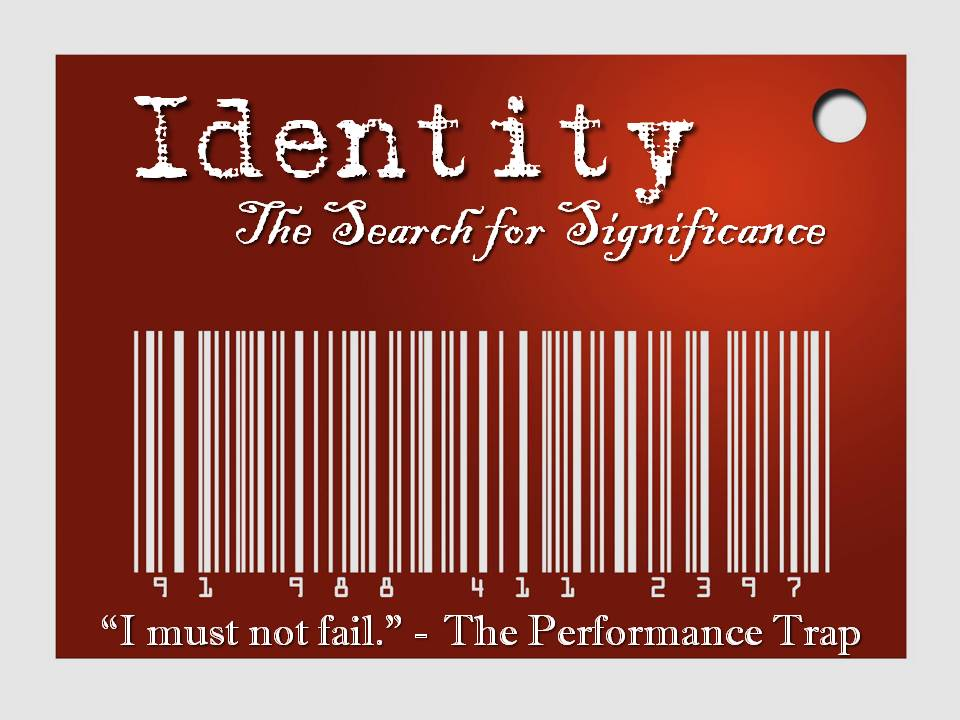 Identity
The Search for Significance
91 988 411 2397
“I must not fail.” - The Performance Trap